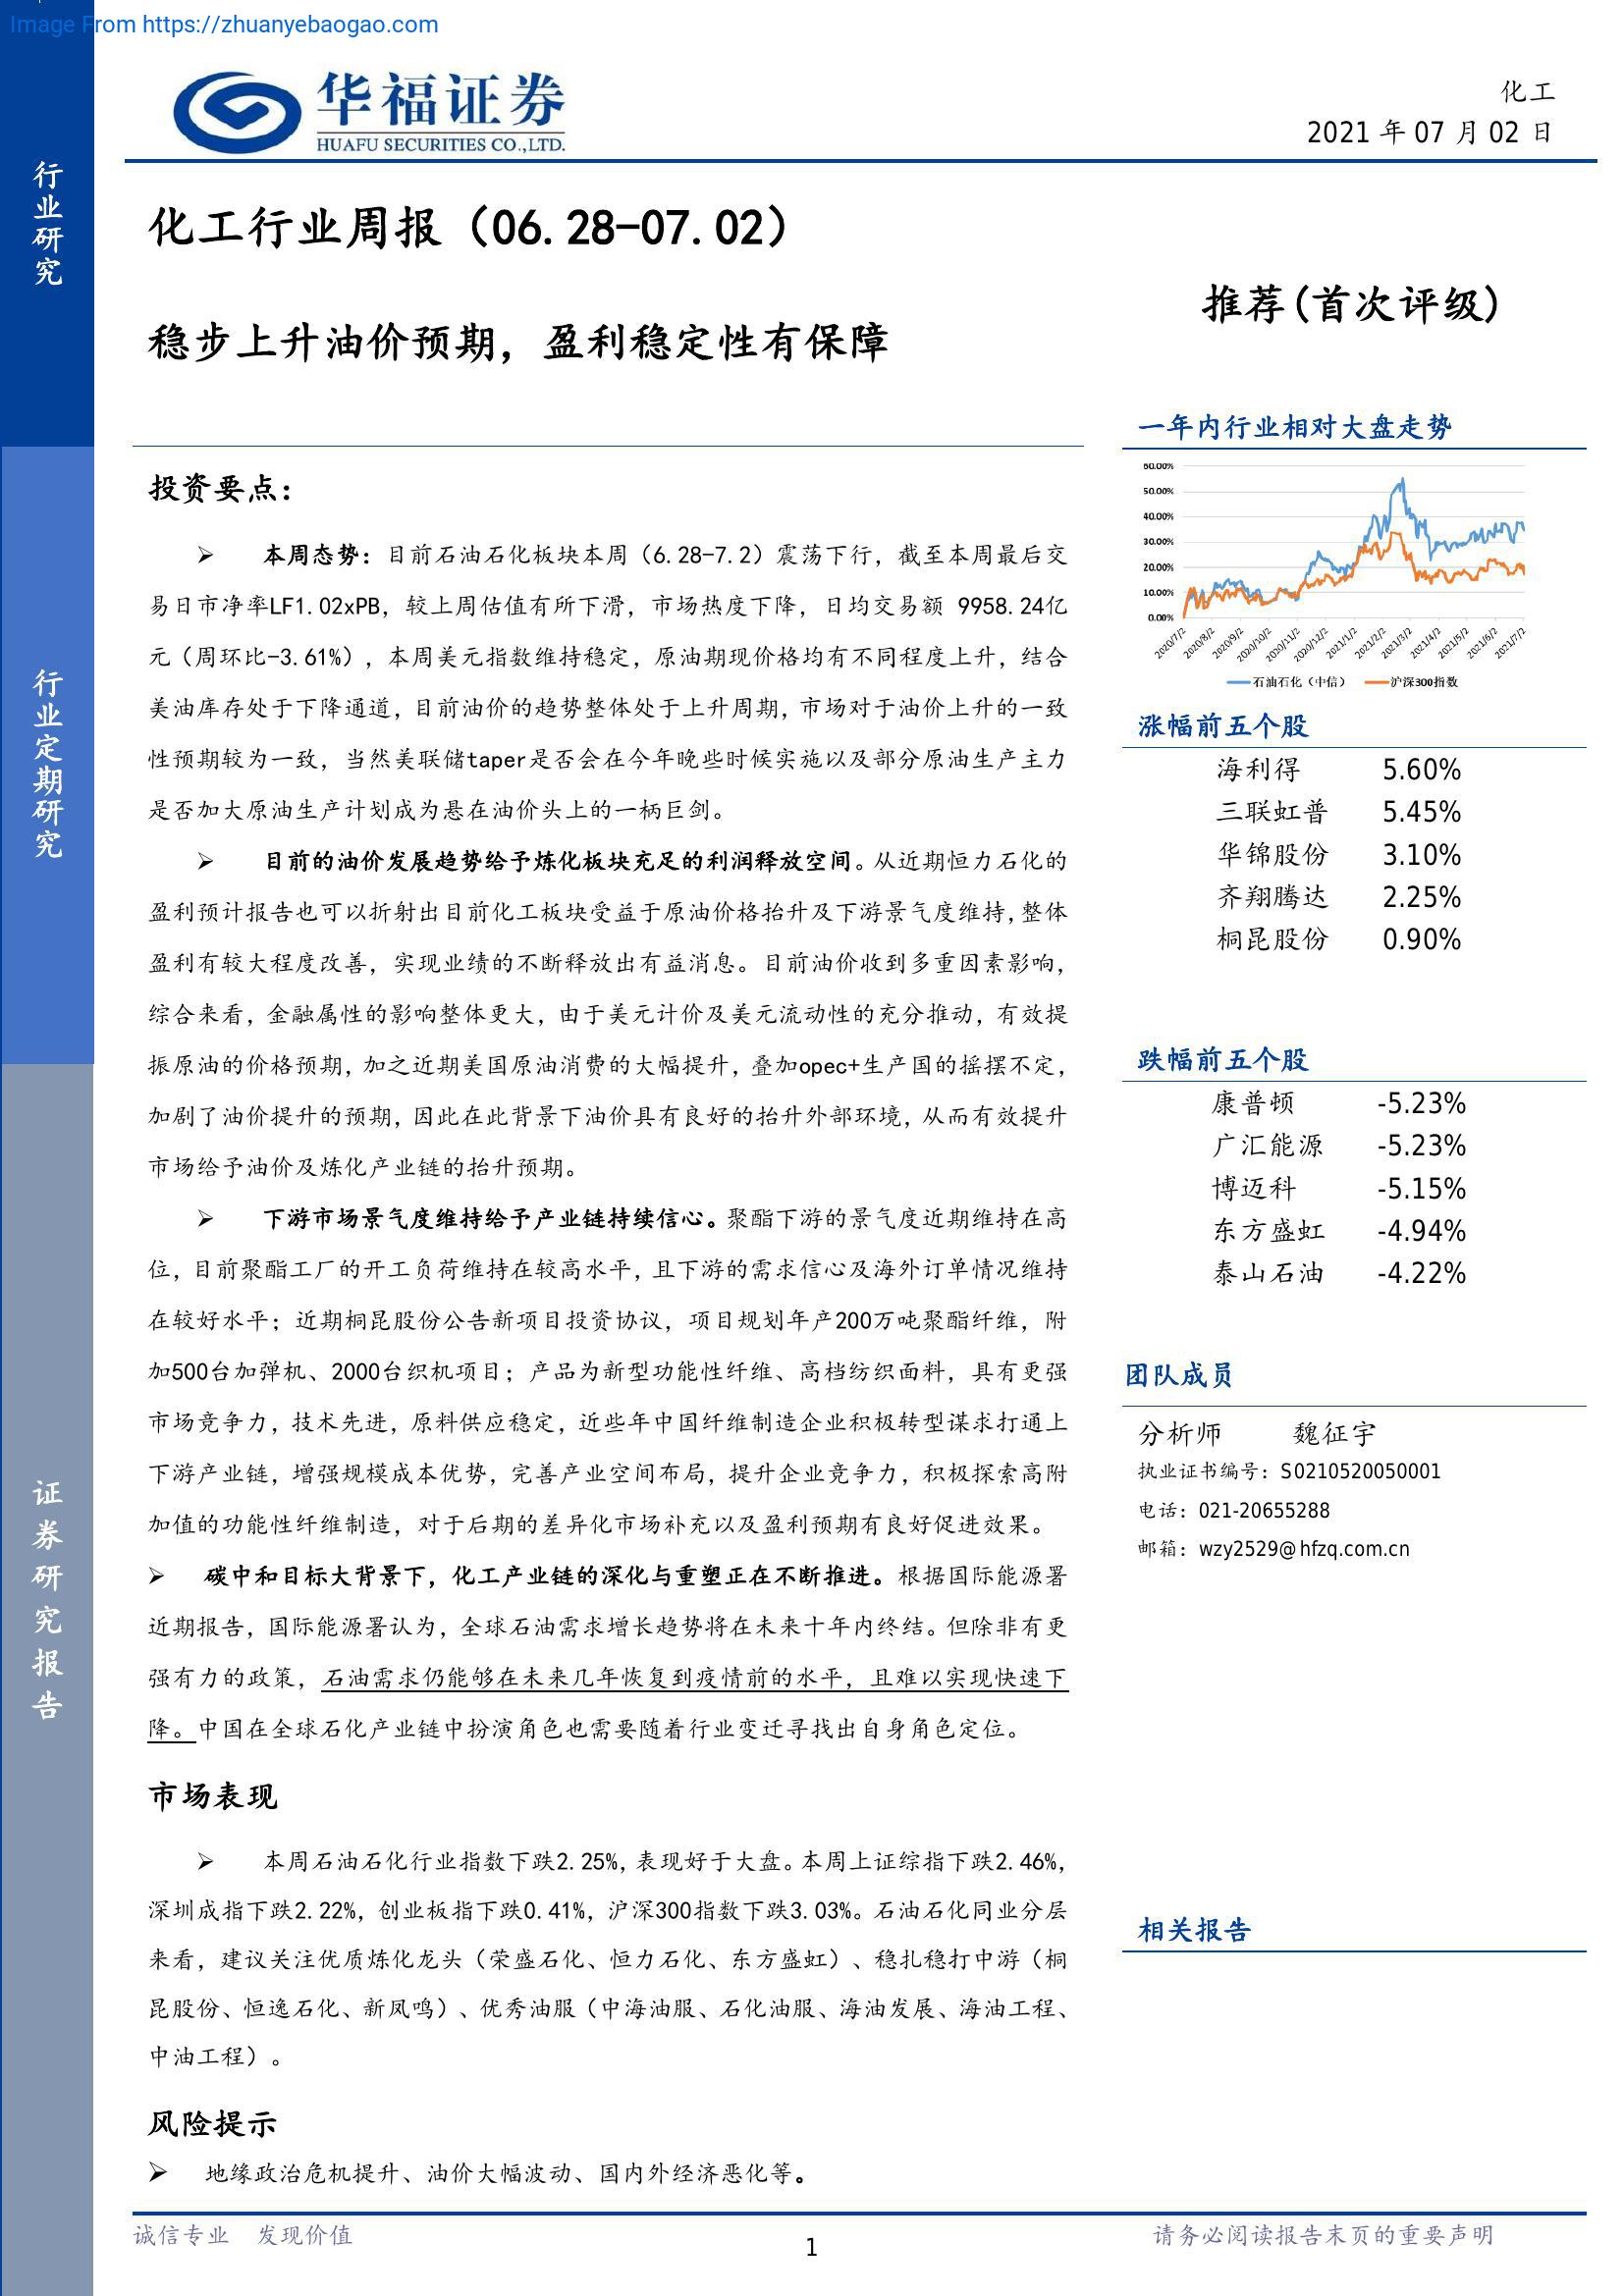 Image From https://zhuanyebaogao.com
华福证券
HUAFU SECURITIES CO.,LTD.
化工
2021 年 07 月 02 日
行业研究
行业定期研究
证券研究报告
化工行业周报（06.28-07.02）
稳步上升油价预期，盈利稳定性有保障
推荐(首次评级)
投资要点：
➢ 本周态势：目前石油石化板块本周（6.28-7.2）震荡下行，截至本周最后交
易日市净率LF1.02xPB，较上周估值有所下滑，市场热度下降，日均交易额 9958.24亿
元（周环比-3.61%），本周美元指数维持稳定，原油期现价格均有不同程度上升，结合
美油库存处于下降通道，目前油价的趋势整体处于上升周期，市场对于油价上升的一致
性预期较为一致，当然美联储taper是否会在今年晚些时候实施以及部分原油生产主力
是否加大原油生产计划成为悬在油价头上的一柄巨剑。
➢ 目前的油价发展趋势给予炼化板块充足的利润释放空间。从近期恒力石化的
盈利预计报告也可以折射出目前化工板块受益于原油价格抬升及下游景气度维持，整体
盈利有较大程度改善，实现业绩的不断释放出有益消息。目前油价收到多重因素影响，
综合来看，金融属性的影响整体更大，由于美元计价及美元流动性的充分推动，有效提
振原油的价格预期，加之近期美国原油消费的大幅提升，叠加opec+生产国的摇摆不定，
加剧了油价提升的预期，因此在此背景下油价具有良好的抬升外部环境，从而有效提升
市场给予油价及炼化产业链的抬升预期。
➢ 下游市场景气度维持给予产业链持续信心。聚酯下游的景气度近期维持在高
位，目前聚酯工厂的开工负荷维持在较高水平，且下游的需求信心及海外订单情况维持
在较好水平；近期桐昆股份公告新项目投资协议，项目规划年产200万吨聚酯纤维，附
加500台加弹机、2000台织机项目；产品为新型功能性纤维、高档纺织面料，具有更强
市场竞争力，技术先进，原料供应稳定，近些年中国纤维制造企业积极转型谋求打通上
下游产业链，增强规模成本优势，完善产业空间布局，提升企业竞争力，积极探索高附
加值的功能性纤维制造，对于后期的差异化市场补充以及盈利预期有良好促进效果。
➢ 碳中和目标大背景下，化工产业链的深化与重塑正在不断推进。根据国际能源署
近期报告，国际能源署认为，全球石油需求增长趋势将在未来十年内终结。但除非有更
强有力的政策，石油需求仍能够在未来几年恢复到疫情前的水平，且难以实现快速下
降。中国在全球石化产业链中扮演角色也需要随着行业变迁寻找出自身角色定位。
市场表现
➢ 本周石油石化行业指数下跌2.25%，表现好于大盘。本周上证综指下跌2.46%，
深圳成指下跌2.22%，创业板指下跌0.41%，沪深300指数下跌3.03%。石油石化同业分层
来看，建议关注优质炼化龙头（荣盛石化、恒力石化、东方盛虹）、稳扎稳打中游（桐
昆股份、恒逸石化、新凤鸣）、优秀油服（中海油服、石化油服、海油发展、海油工程、
中油工程）。
风险提示
➢ 地缘政治危机提升、油价大幅波动、国内外经济恶化等。
一年内行业相对大盘走势
60.00%
50.00%
40.00%
30.00%
20.00%
10.00%
0.00%
2020/7/2 2020/8/2 2020/9/2 2020/10/2 2020/11/2 2020/12/2 2021/1/2 2021/2/2 2021/3/2 2021/4/2 2021/5/2 2021/6/2 2021/7/2
石油石化（中信） 沪深300指数
涨幅前五个股
海利得 5.60%
三联虹普 5.45%
华锦股份 3.10%
齐翔腾达 2.25%
桐昆股份 0.90%
跌幅前五个股
康普顿 -5.23%
广汇能源 -5.23%
博迈科 -5.15%
东方盛虹 -4.94%
泰山石油 -4.22%
团队成员
分析师 魏征宇
执业证书编号：S0210520050001
电话：021-20655288
邮箱：wzy2529@hfzq.com.cn
相关报告
诚信专业 发现价值
1
请务必阅读报告末页的重要声明